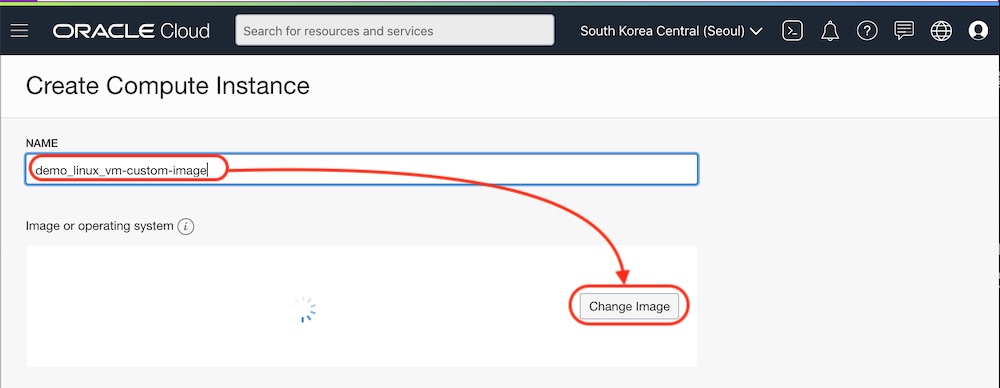 ORACLE Cloud
Search for resources and services
South Korea Central (Seoul)
Create Compute Instance
NAME
demo_linux_vm-custom-image
Image or operating system
Change Image